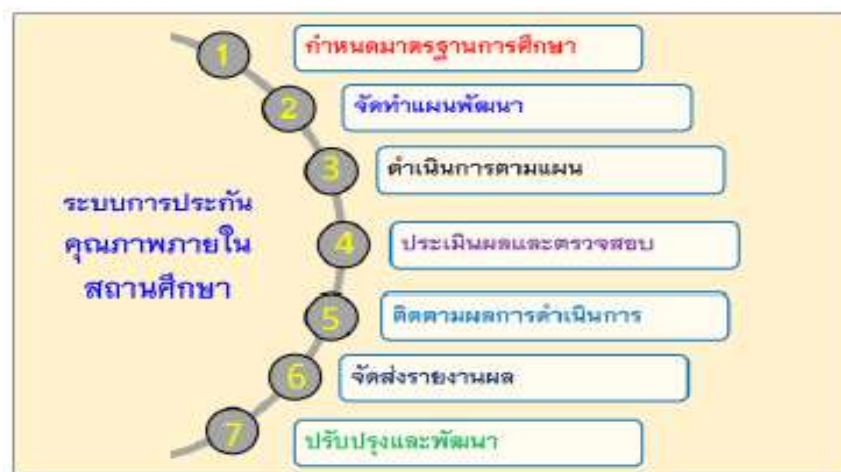 ระบบการประกัน
คุณภาพภายใน
สถานศึกษา
1
กำหนดมาตรฐานการศึกษา
2
จัดทำแผนพัฒนา
3
ดำเนินการตามแผน
4
ประเมินผลและตรวจสอบ
5
ติดตามผลการดำเนินการ
6
จัดส่งรายงานผล
7
ปรับปรุงและพัฒนา